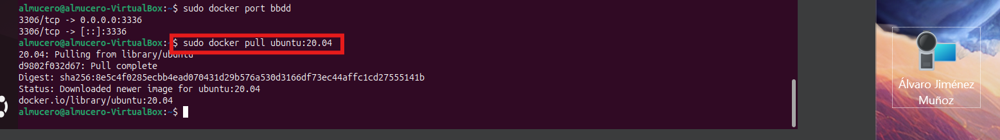 almucero@almucero-VirtualBox:~$ sudo docker port bbdd
3306/tcp -> 0.0.0.0:3336
3306/tcp -> [::]:3336
almucero@almucero-VirtualBox:~$ sudo docker pull ubuntu:20.04
20.04: Pulling from library/ubuntu
d9802f032d67: Pull complete
Digest: sha256:8e5c4f0285ecbb4ead070431d29b576a530d3166df73ec44affc1cd27555141b
Status: Downloaded newer image for ubuntu:20.04
docker.io/library/ubuntu:20.04
almucero@almucero-VirtualBox:~$
Álvaro Jiménez
Muñoz